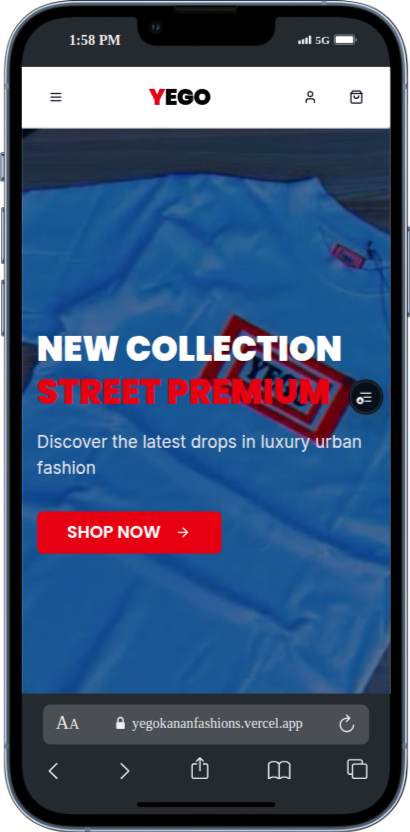 1:58 PM
5G
YEGO
YEGO
NEW COLLECTION
STREET PREMIUM
Discover the latest drops in luxury urban
fashion
SHOP NOW →
AA
yegokananfashions.vercel.app